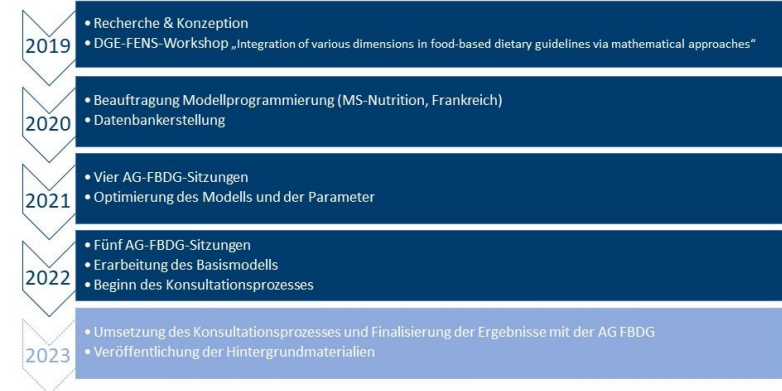 2019
• Recherche & Konzeption
• DGE-FENS-Workshop „Integration of various dimensions in food-based dietary guidelines via mathematical approaches“
2020
• Beauftragung Modellprogrammierung (MS-Nutrition, Frankreich)
• Datenbankerstellung
2021
• Vier AG-FBDG-Sitzungen
• Optimierung des Modells und der Parameter
2022
• Fünf AG-FBDG-Sitzungen
• Erarbeitung des Basismodells
• Beginn des Konsultationsprozesses
2023
• Umsetzung des Konsultationsprozesses und Finalisierung der Ergebnisse mit der AG FBDG
• Veröffentlichung der Hintergrundmaterialien